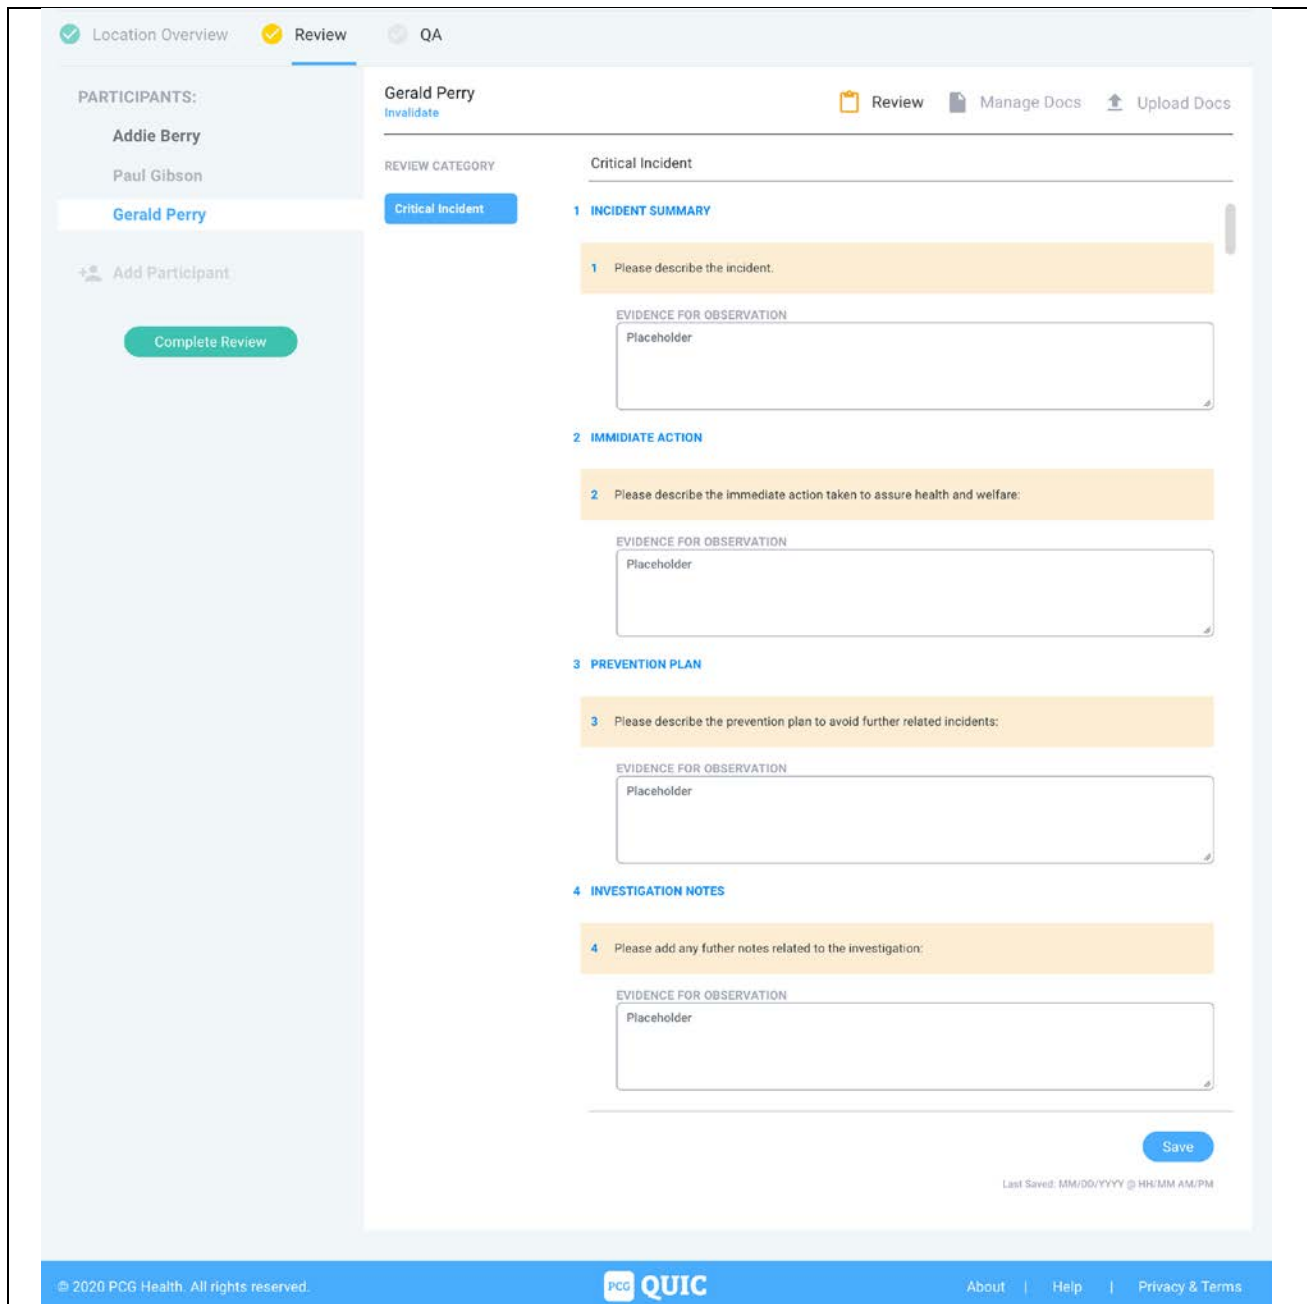 Location Overview Review QA
PARTICIPANTS:
Addie Berry
Paul Gibson
Gerald Perry
Add Participant
Complete Review
Gerald Perry
Invalidate
Review Manage Docs Upload Docs
REVIEW CATEGORY
Critical Incident
Critical Incident
1 INCIDENT SUMMARY
1 Please describe the incident.
EVIDENCE FOR OBSERVATION
Placeholder
2 IMMIDIATE ACTION
2 Please describe the immediate action taken to assure health and welfare:
EVIDENCE FOR OBSERVATION
Placeholder
3 PREVENTION PLAN
3 Please describe the prevention plan to avoid further related incidents:
EVIDENCE FOR OBSERVATION
Placeholder
4 INVESTIGATION NOTES
4 Please add any futher notes related to the investigation:
EVIDENCE FOR OBSERVATION
Placeholder
Save
Last Saved: MM/DD/YYYY @ HH/MM AM/PM
© 2020 PCG Health. All rights reserved.
PCG QUIC
About | Help | Privacy & Terms